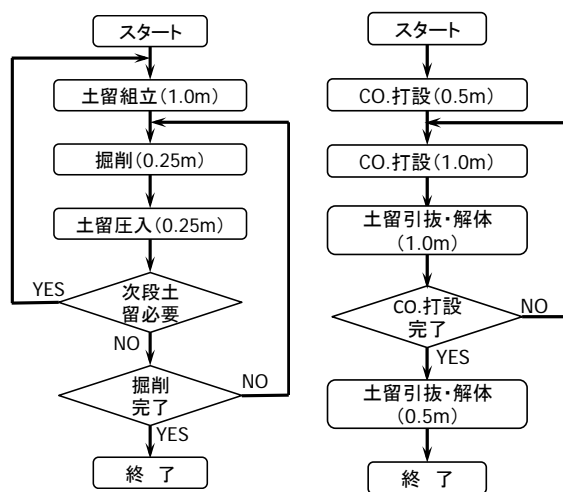 スタート
土留組立(1.0m)
掘削(0.25m)
土留圧入(0.25m)
YES
次段土
留必要
NO
掘削
完了
NO
YES
終 了
スタート
CO.打設(0.5m)
CO.打設(1.0m)
土留引抜・解体
(1.0m)
CO.打設
完了
NO
YES
土留引抜・解体
(0.5m)
終 了